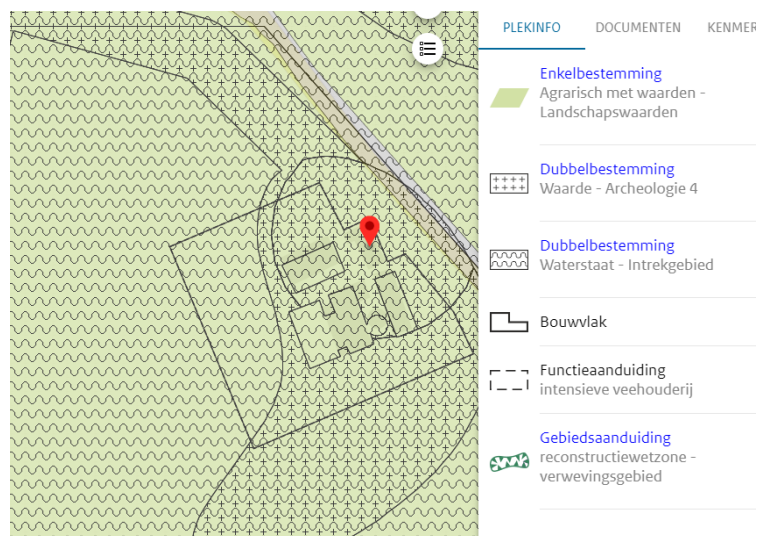 PLEKINFO DOCUMENTEN KENMER
Enkelbestemming
Agrarisch met waarden -
Landschapswaarden
Dubbelbestemming
Waarde - Archeologie 4
Dubbelbestemming
Waterstaat - Intrekgebied
Bouwvlak
Functieaanduiding
intensieve veehouderij
Gebiedsaanduiding
reconstructiewetzone -
verwevingsgebied